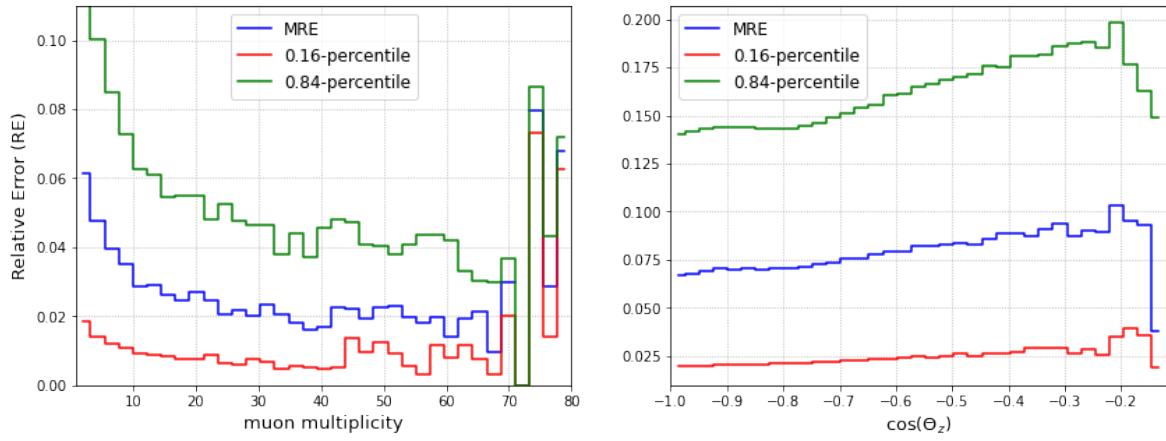 MRE
0.16-percentile
0.84-percentile
0.10
0.08
0.06
0.04
0.02
0.00
Relative Error (RE)
10 20 30 40 50 60 70 80
muon multiplicity
MRE
0.16-percentile
0.84-percentile
0.200
0.175
0.150
0.125
0.100
0.075
0.050
0.025
−1.0 −0.9 −0.8 −0.7 −0.6 −0.5 −0.4 −0.3 −0.2
cos(Θz)